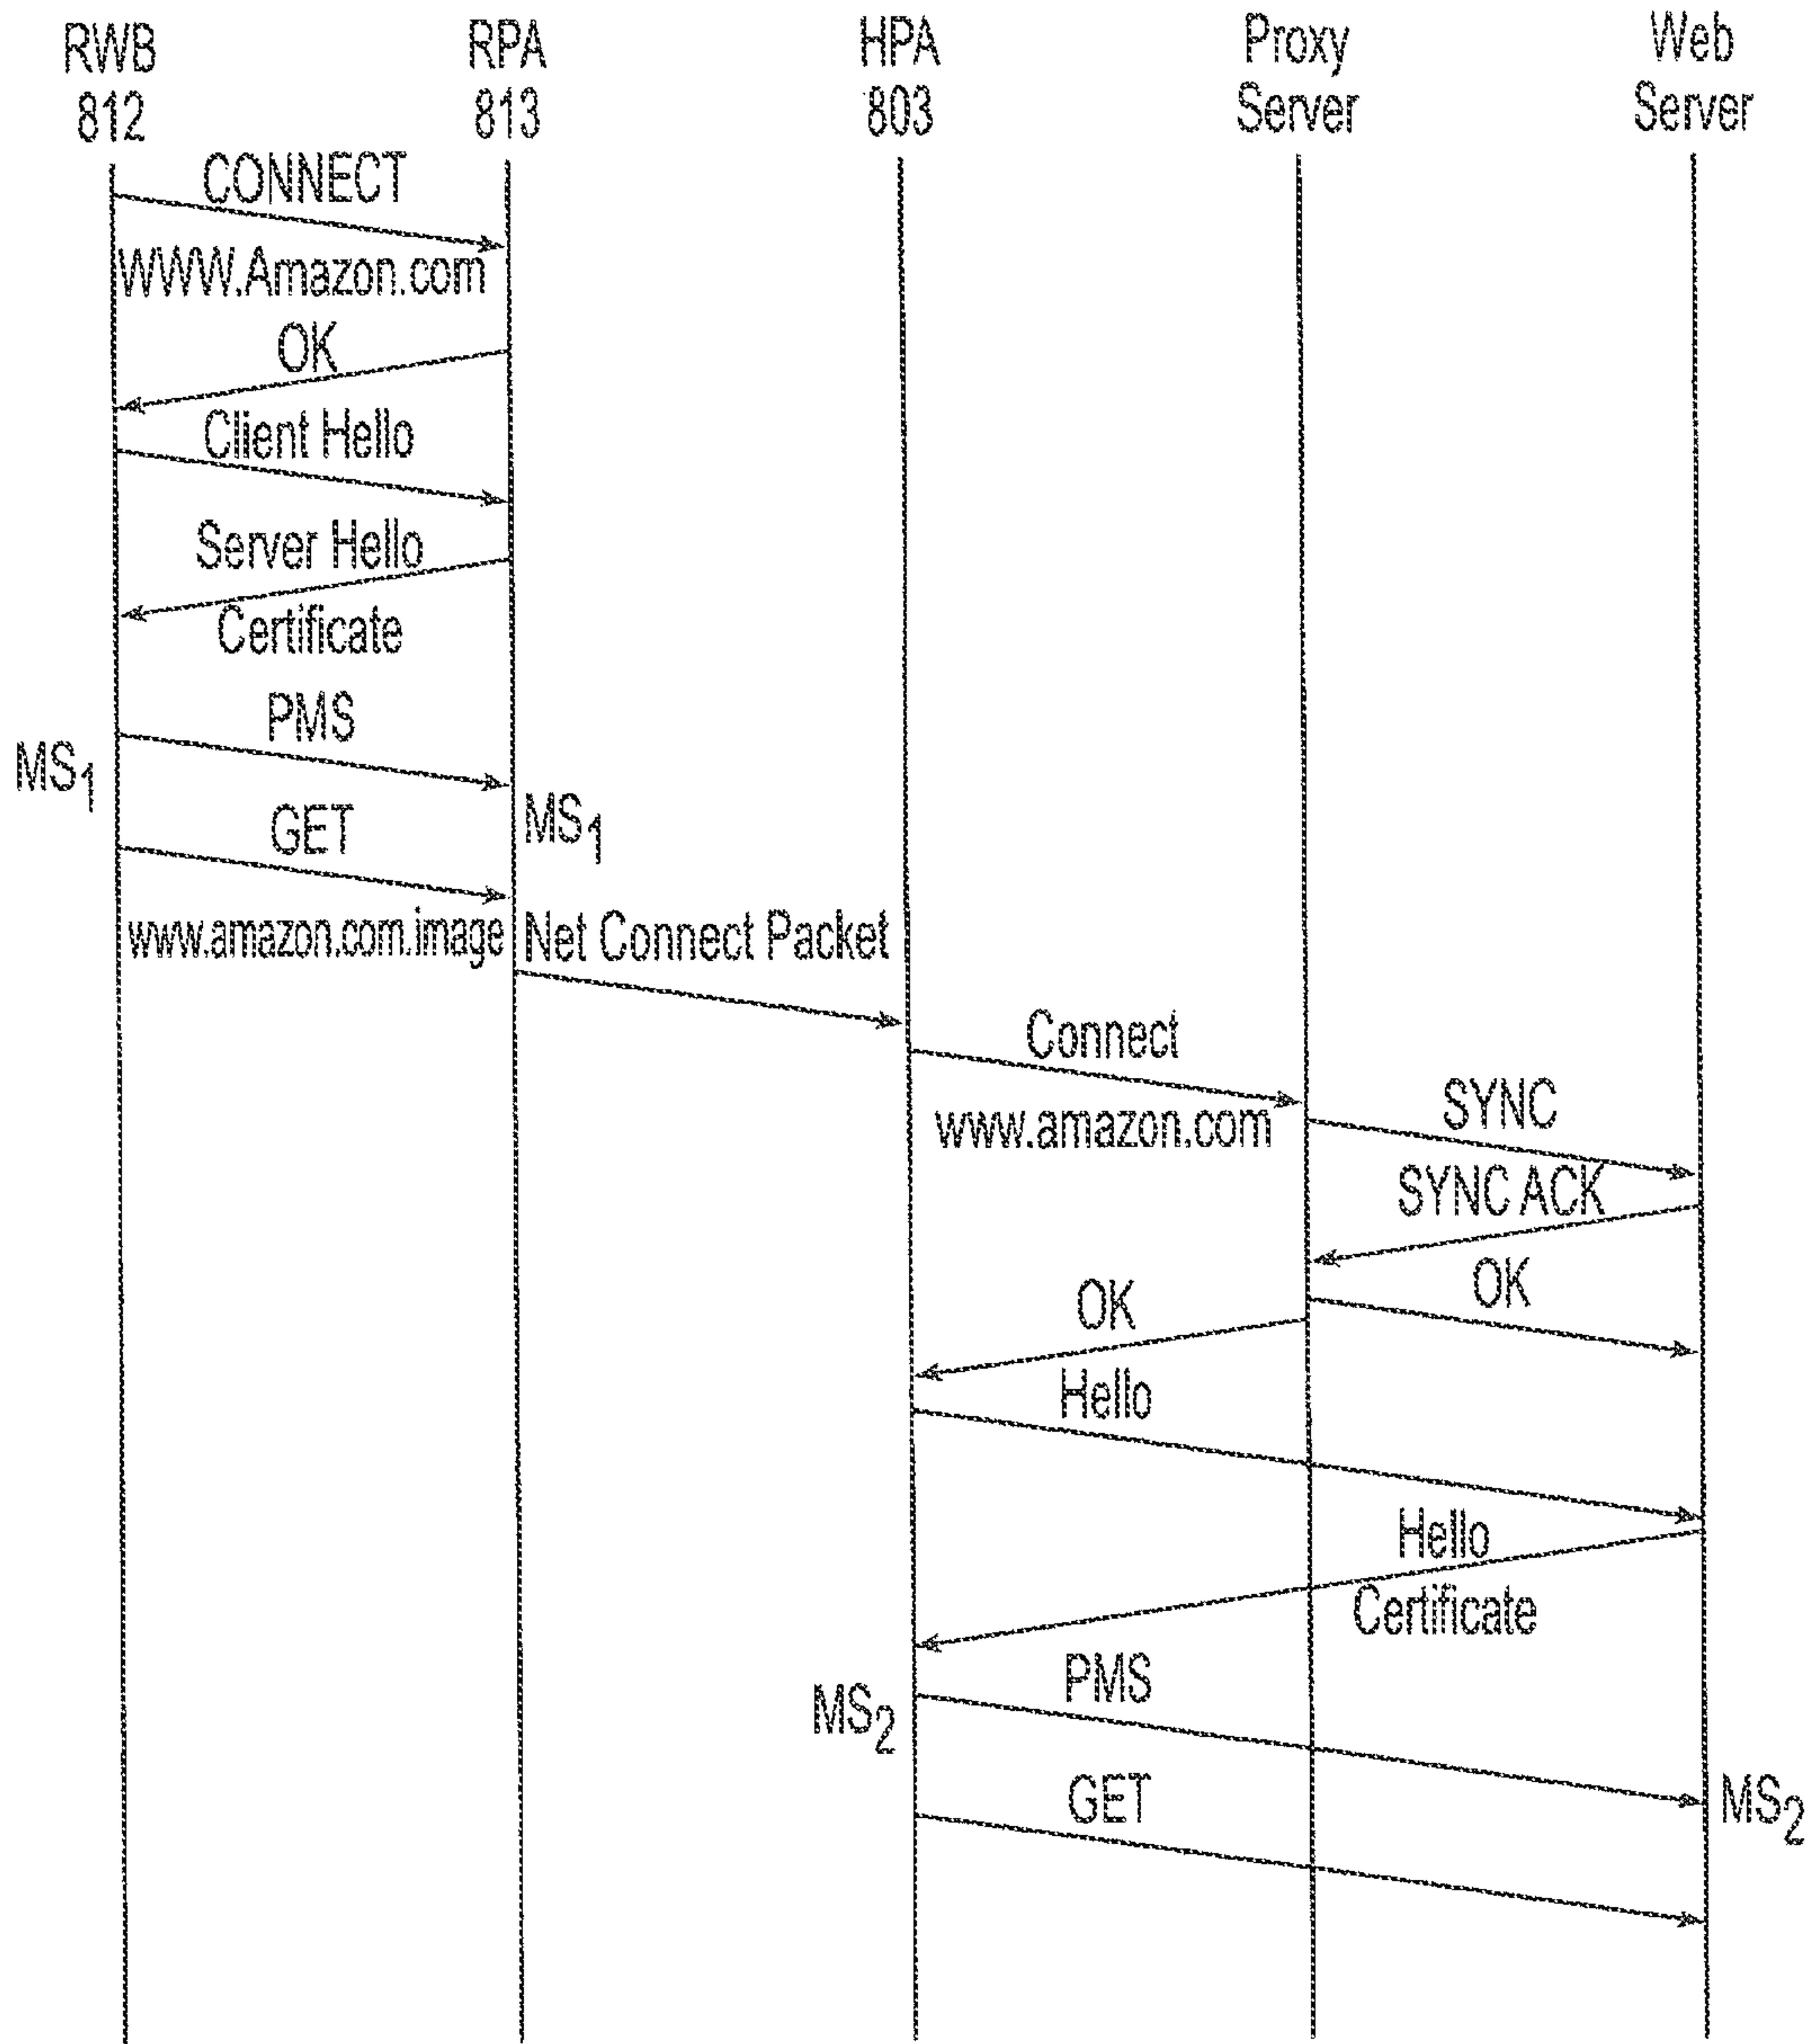 RWB
812
RPA
813
HPA
803
Proxy
Server
Web
Server
CONNECT
WWW.Amazon.com
OK
Client Hello
Server Hello
Certificate
PMS
MS1
MS1
GET
www.amazon.com.image
Net Connect Packet
Connect
www.amazon.com
SYNC
SYNC ACK
OK
OK
Hello
Hello
Certificate
PMS
MS2
MS2
GET